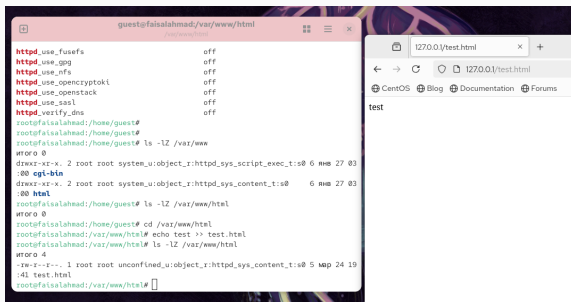 guest@faisalahmad:/var/www/html
/var/www/html
httpd_use_fusefs off
httpd_use_gpg off
httpd_use_nfs off
httpd_use_opencryptoki off
httpd_use_openstack off
httpd_use_sasl off
httpd_verify_dns off
root@faisalahmad:/home/guest#
root@faisalahmad:/home/guest#
root@faisalahmad:/home/guest# ls -lZ /var/www
итого 0
drwxr-xr-x. 2 root root system_u:object_r:httpd_sys_script_exec_t:s0 6 янв 27 03
:00 cgi-bin
drwxr-xr-x. 2 root root system_u:object_r:httpd_sys_content_t:s0 6 янв 27 03
:00 html
root@faisalahmad:/home/guest# ls -lZ /var/www/html
итого 0
root@faisalahmad:/home/guest# cd /var/www/html
root@faisalahmad:/var/www/html# echo test >> test.html
root@faisalahmad:/var/www/html# ls -lZ /var/www/html
итого 4
-rw-r--r--. 1 root root unconfined_u:object_r:httpd_sys_content_t:s0 5 мар 24 19
:41 test.html
root@faisalahmad:/var/www/html#
127.0.0.1/test.html
127.0.0.1/test.html
CentOS Blog Documentation Forums
test